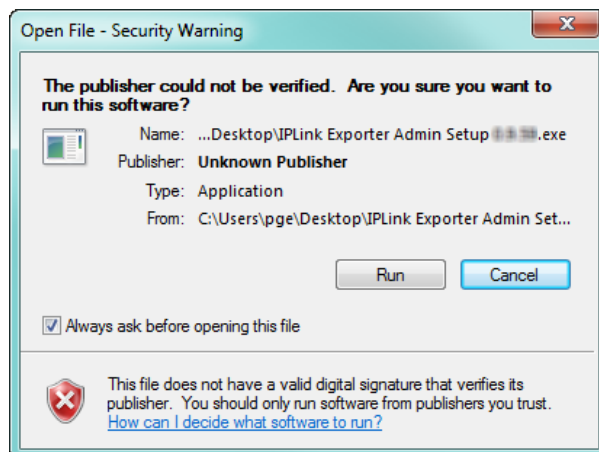 Open File - Security Warning
The publisher could not be verified. Are you sure you want to
run this software?
Name: ...Desktop\IPLink Exporter Admin Setup .exe
Publisher: Unknown Publisher
Type: Application
From: C:\Users\pge\Desktop\IPLink Exporter Admin Set...
Run Cancel
Always ask before opening this file
This file does not have a valid digital signature that verifies its
publisher. You should only run software from publishers you trust.
How can I decide what software to run?